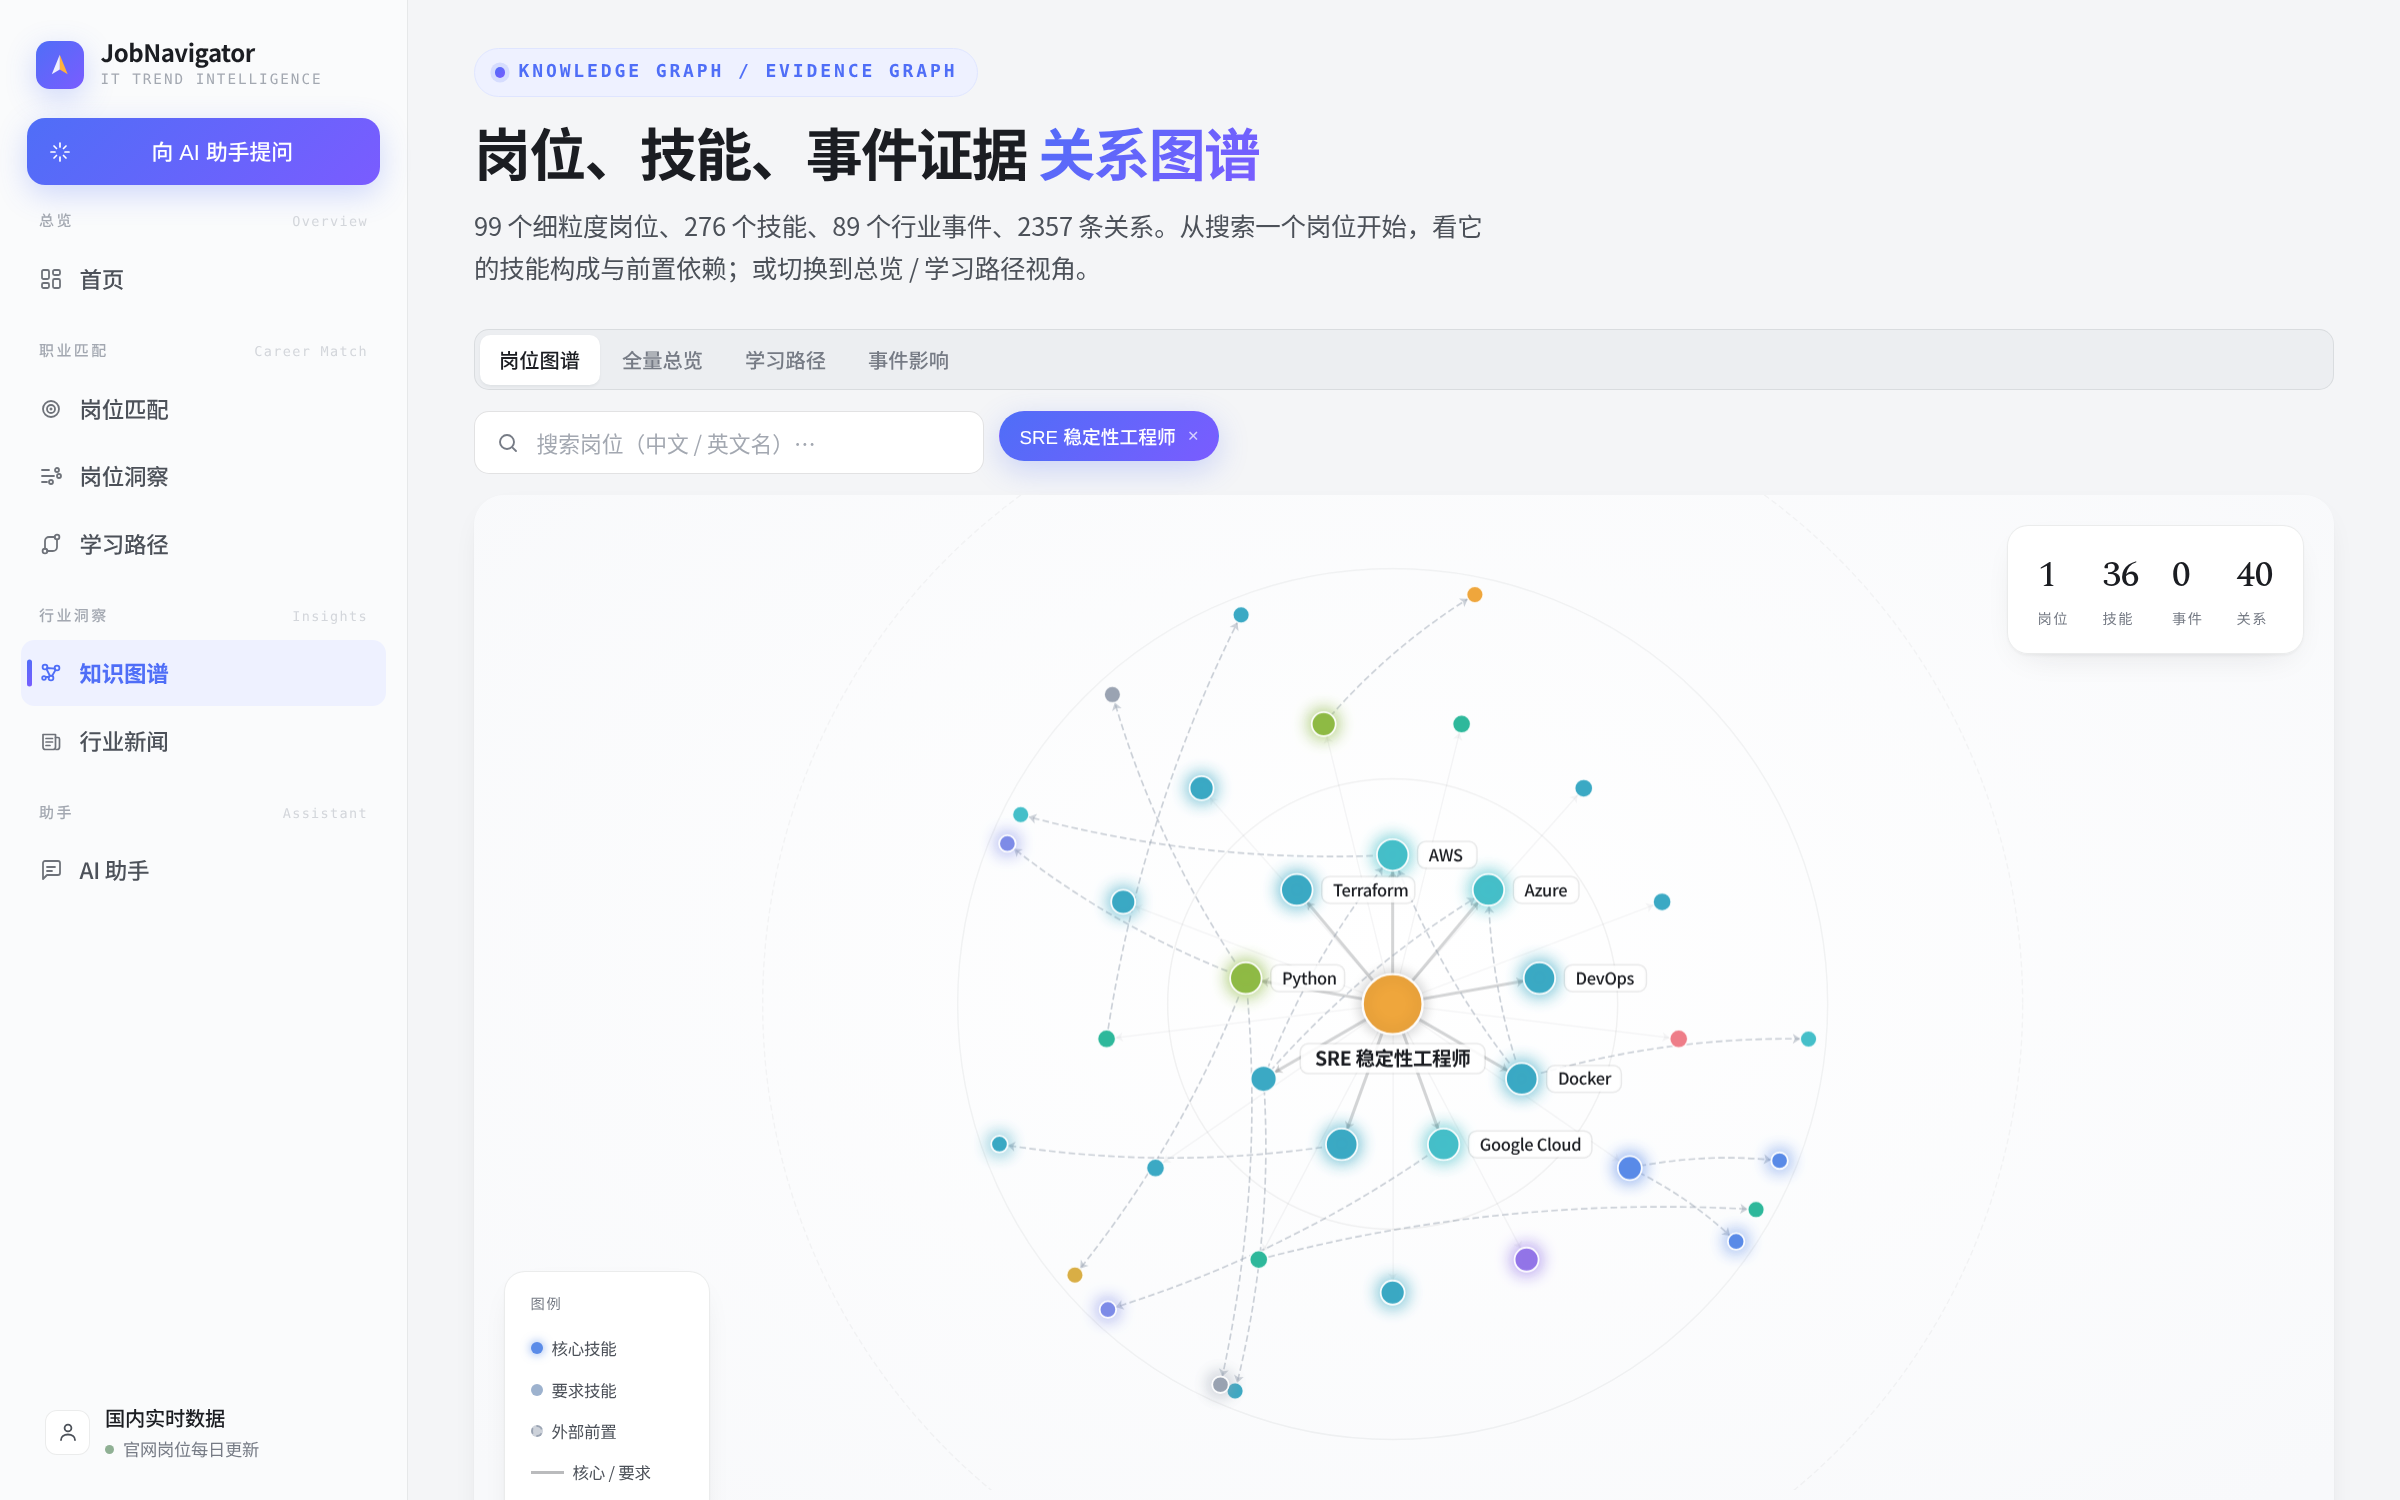 JobNavigator
IT TREND INTELLIGENCE
向 AI 助手提问
总览 Overview
首页
职业匹配 Career Match
岗位匹配
岗位洞察
学习路径
行业洞察 Insights
知识图谱
行业新闻
助手 Assistant
AI 助手
国内实时数据
官网岗位每日更新
KNOWLEDGE GRAPH / EVIDENCE GRAPH
岗位、技能、事件证据 关系图谱
99 个细粒度岗位、276 个技能、89 个行业事件、2357 条关系。从搜索一个岗位开始，看它
的技能构成与前置依赖；或切换到总览 / 学习路径视角。
岗位图谱 全量总览 学习路径 事件影响
搜索岗位（中文 / 英文名）…
SRE 稳定性工程师 ×
1 36 0 40
岗位 技能 事件 关系
AWS
Terraform
Azure
Python
DevOps
SRE 稳定性工程师
Docker
Google Cloud
图例
核心技能
要求技能
外部前置
核心 / 要求